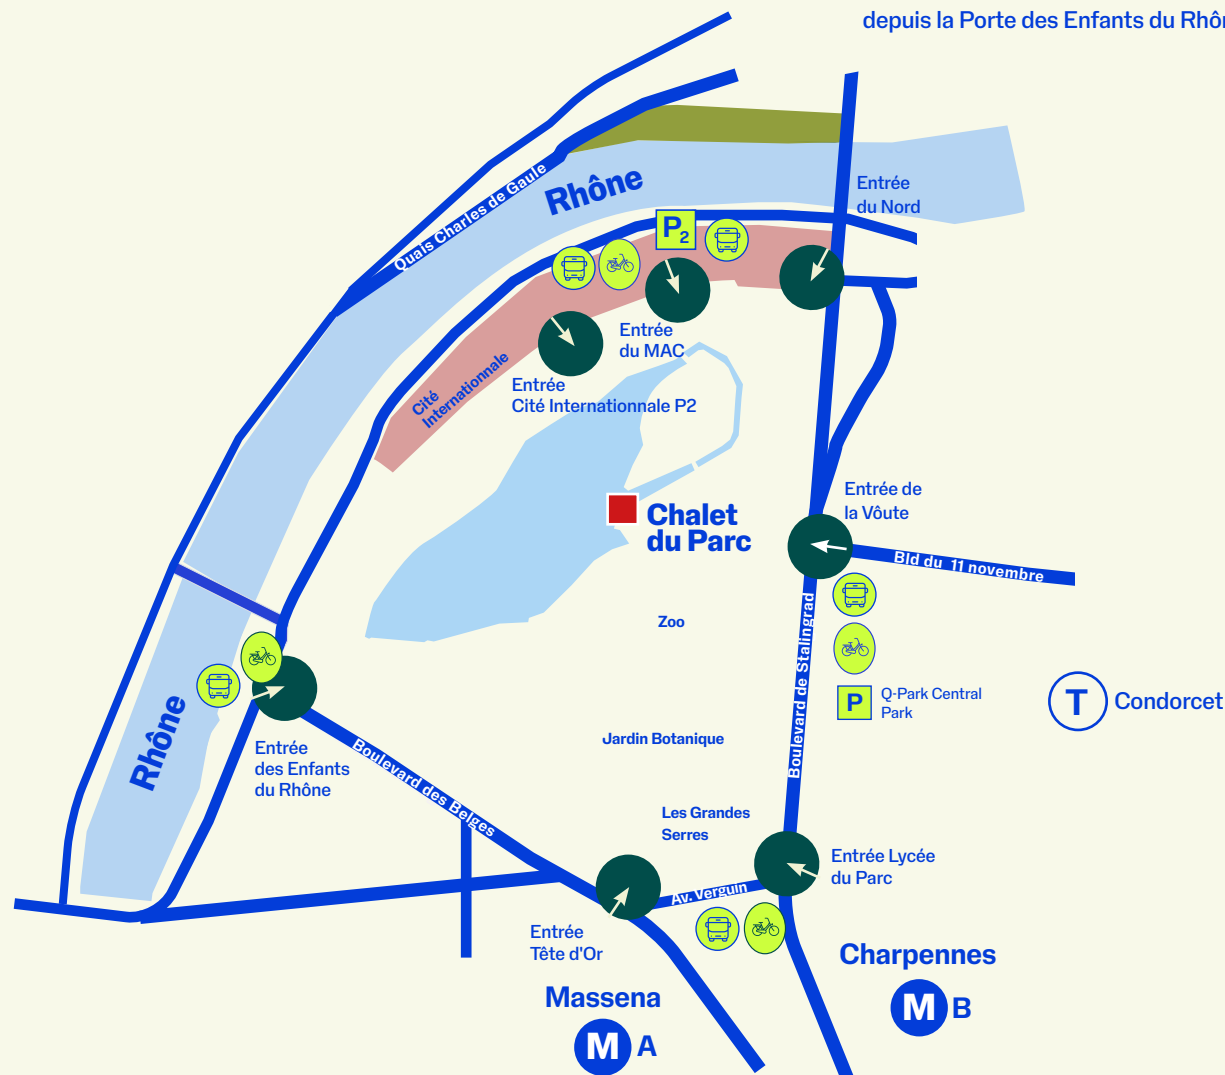 depuis la Porte des Enfants du Rhôn
Quais Charles de Gaule
Rhône
Entrée
du Nord
P2
Entrée
du MAC
Cité
Internationnale
Entrée
Cité Internationnale P2
Chalet
du Parc
Entrée de
la Vôute
Bld du 11 novembre
Zoo
Boulevard de Stalingrad
P
Q-Park Central
Park
T
Condorcet
Rhône
Entrée
des Enfants
du Rhône
Boulevard des Belges
Jardin Botanique
Les Grandes
Serres
Entrée Lycée
du Parc
Av. Verguin
Entrée
Tête d'Or
Charpennes
M B
Massena
M A